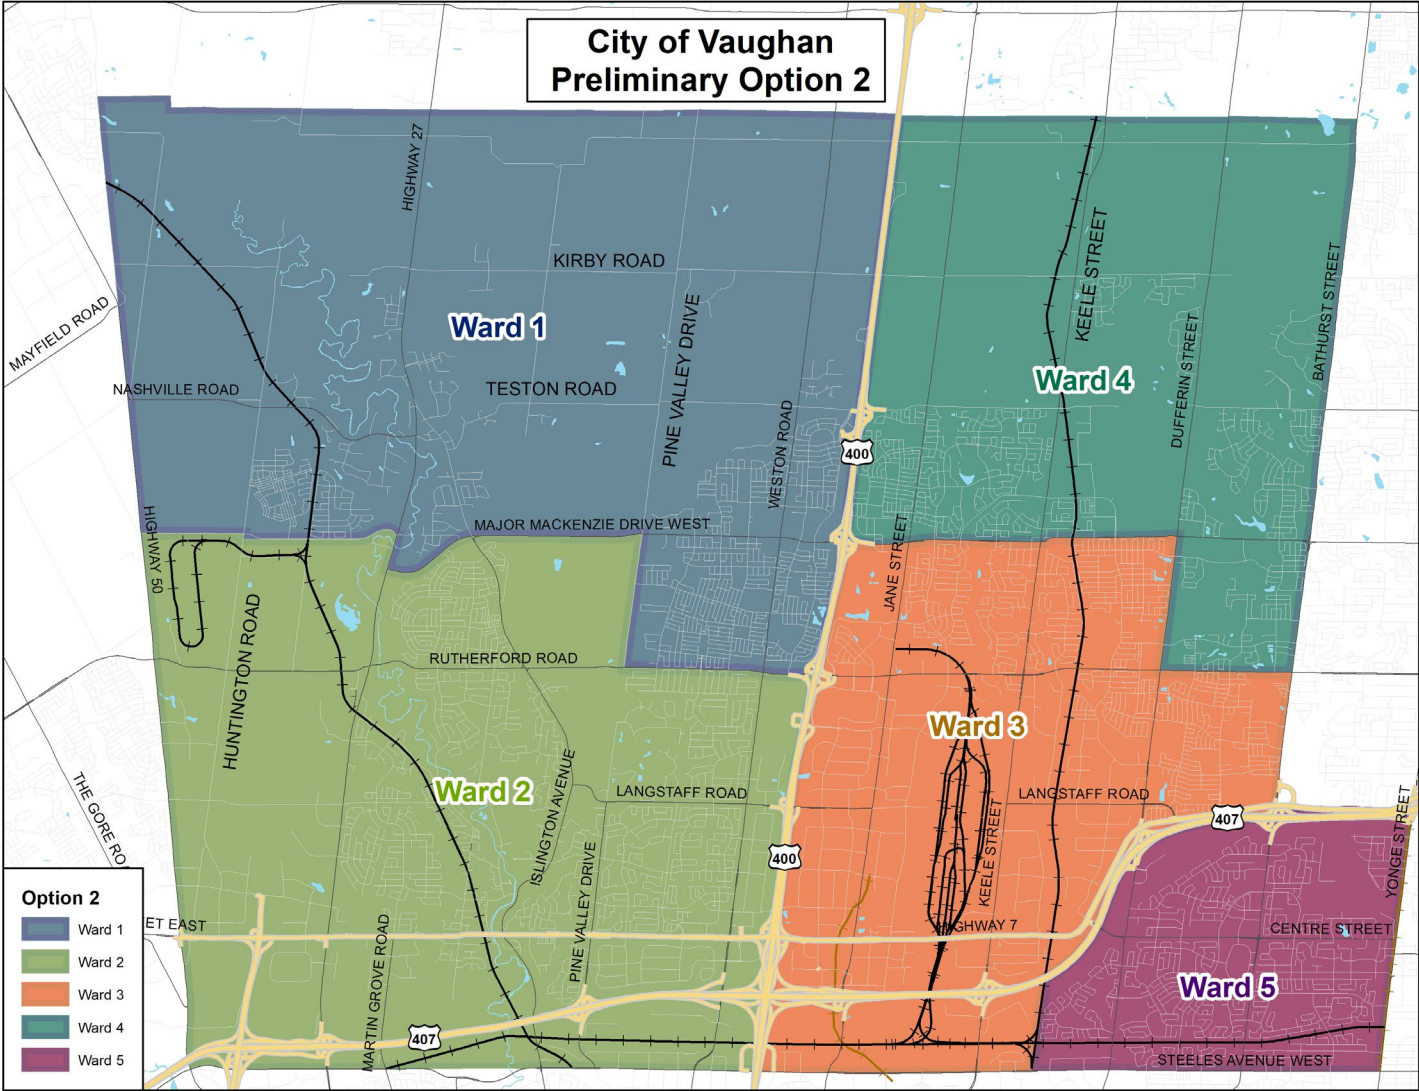 City of Vaughan
Preliminary Option 2
HIGHWAY 27
KIRBY ROAD
KEELE STREET
BATHURST STREET
MAYFIELD ROAD
Ward 1
PINE VALLEY DRIVE
DUFFERIN STREET
NASHVILLE ROAD
TESTON ROAD
Ward 4
WESTON ROAD
400
HIGHWAY 50
MAJOR MACKENZIE DRIVE WEST
JANE STREET
HUNTINGTON ROAD
RUTHERFORD ROAD
Ward 3
THE GORE RO
Ward 2
ISLINGTON AVENUE
LANGSTAFF ROAD
LANGSTAFF ROAD
407
YONGE STREET
400
KEELE STREET
PINE VALLEY DRIVE
Option 2
Ward 1
Ward 2
Ward 3
Ward 4
Ward 5
ET EAST
GHWAY 7
CENTRE STREET
MARTIN GROVE ROAD
Ward 5
407
STEELES AVENUE WEST